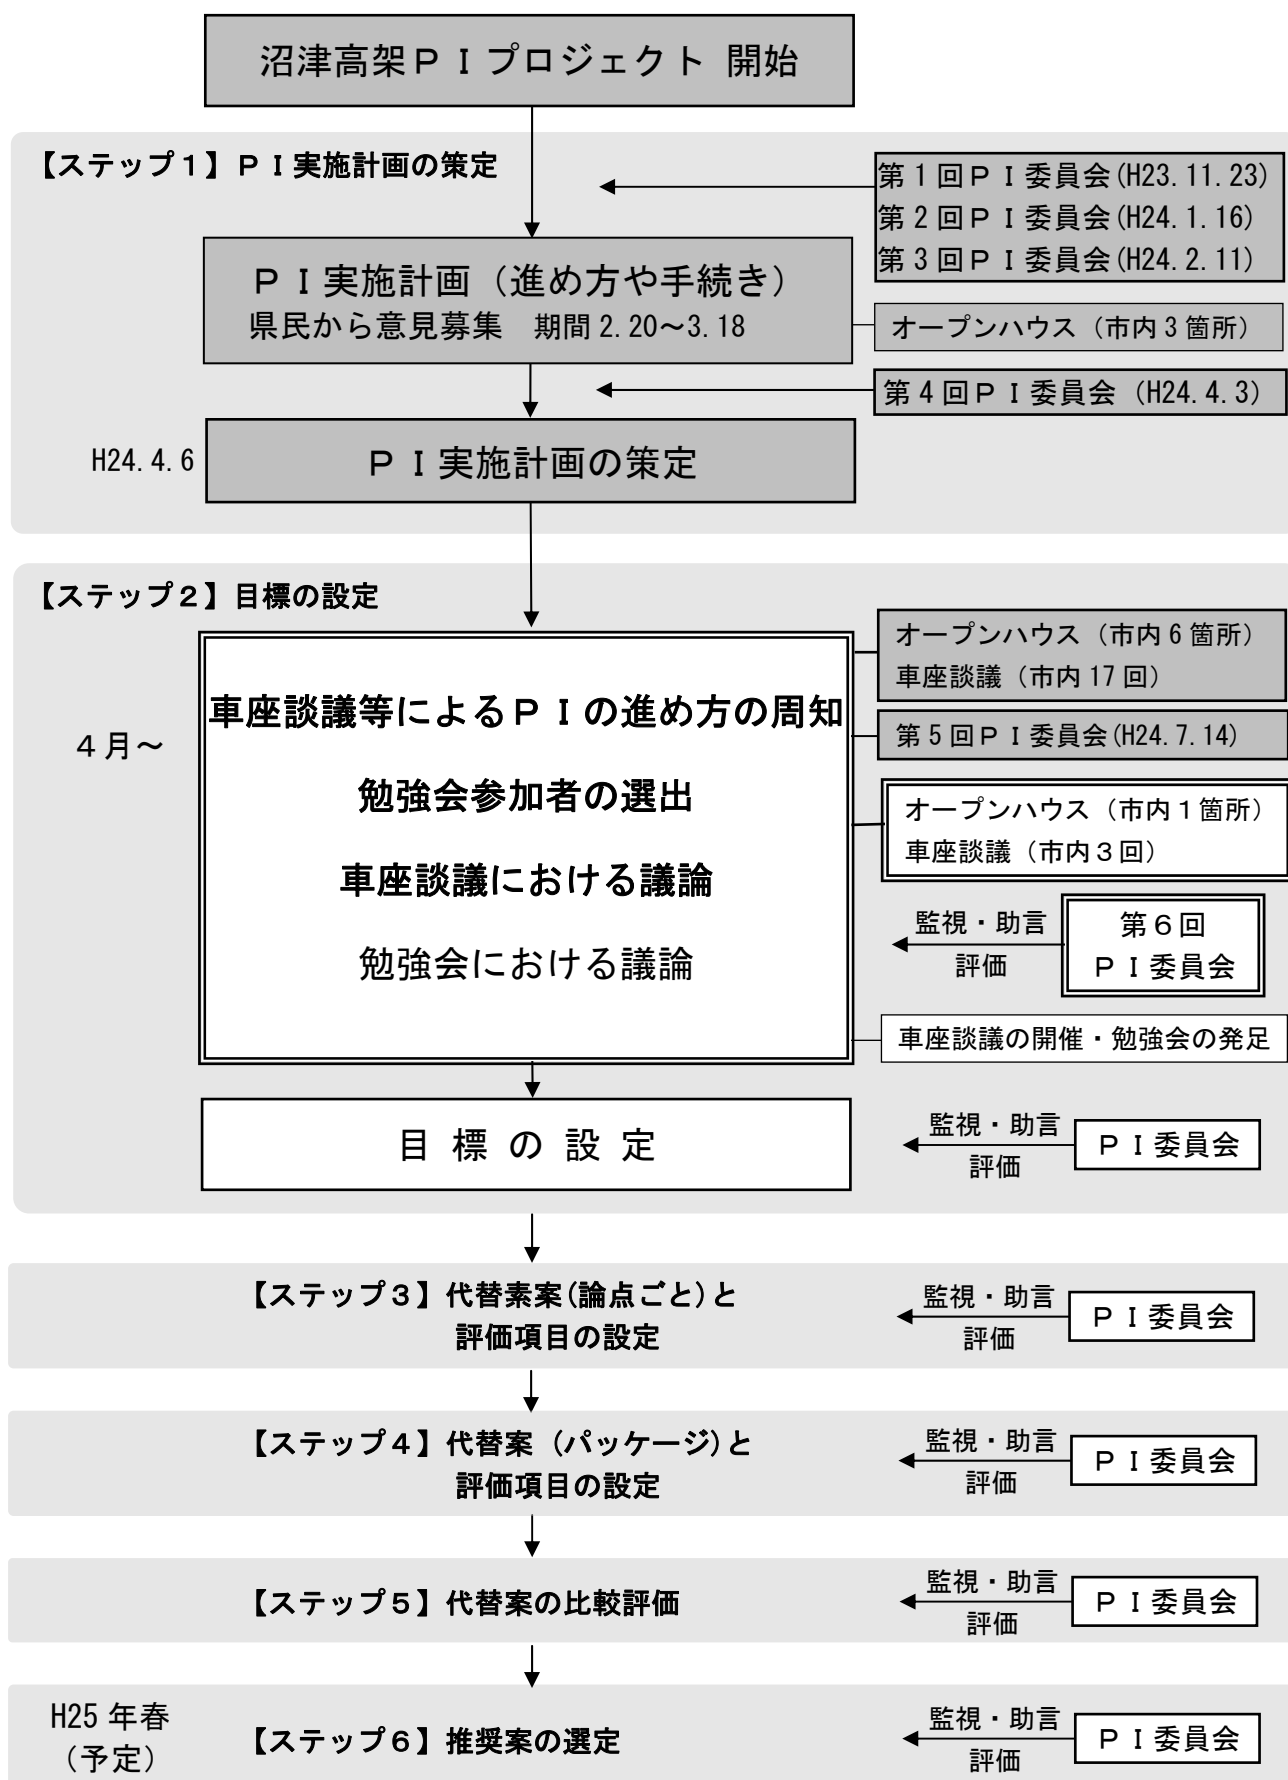 沼津高架ＰＩプロジェクト 開始
【ステップ１】ＰＩ実施計画の策定
第１回ＰＩ委員会(H23.11.23)
第２回ＰＩ委員会(H24.1.16)
第３回ＰＩ委員会(H24.2.11)
ＰＩ実施計画（進め方や手続き）
県民から意見募集　期間 2.20～3.18
オープンハウス（市内３箇所）
第４回ＰＩ委員会（H24.4.3）
H24.4.6
ＰＩ実施計画の策定
【ステップ２】目標の設定
オープンハウス（市内６箇所）
車座談議（市内 17 回）
車座談議等によるＰＩの進め方の周知
第５回ＰＩ委員会(H24.7.14)
４月～
勉強会参加者の選出
オープンハウス（市内１箇所）
車座談議（市内３回）
車座談議における議論
監視・助言
評価
第６回
ＰＩ委員会
勉強会における議論
車座談議の開催・勉強会の発足
目 標 の 設 定
監視・助言
評価
ＰＩ委員会
【ステップ３】代替素案(論点ごと)と
評価項目の設定
監視・助言
評価
ＰＩ委員会
【ステップ４】代替案（パッケージ)と
評価項目の設定
監視・助言
評価
ＰＩ委員会
【ステップ５】代替案の比較評価
監視・助言
評価
ＰＩ委員会
H25 年春
（予定）
【ステップ６】推奨案の選定
監視・助言
評価
ＰＩ委員会